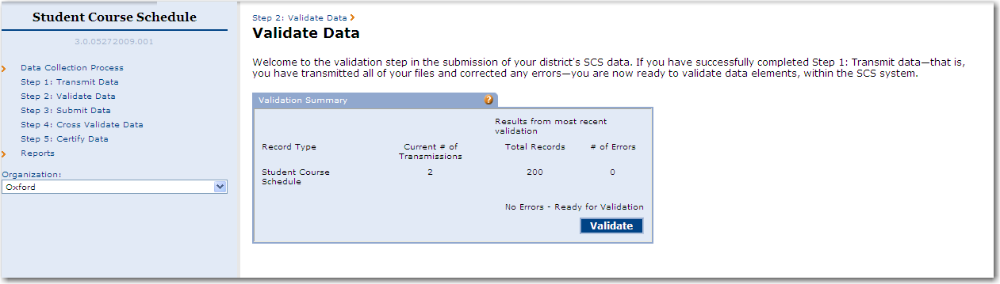 Student Course Schedule
3.0.05272009.001
Data Collection Process
Step 1: Transmit Data
Step 2: Validate Data
Step 3: Submit Data
Step 4: Cross Validate Data
Step 5: Certify Data
Reports
Organization:
Oxford
Step 2: Validate Data
Validate Data
Welcome to the validation step in the submission of your district's SCS data. If you have successfully completed Step 1: Transmit data—that is,
you have transmitted all of your files and corrected any errors—you are now ready to validate data elements, within the SCS system.
Validation Summary ?
Results from most recent
validation
Record Type Current # of Total Records # of Errors
Transmissions
Student Course 2 200 0
Schedule
No Errors - Ready for Validation
Validate